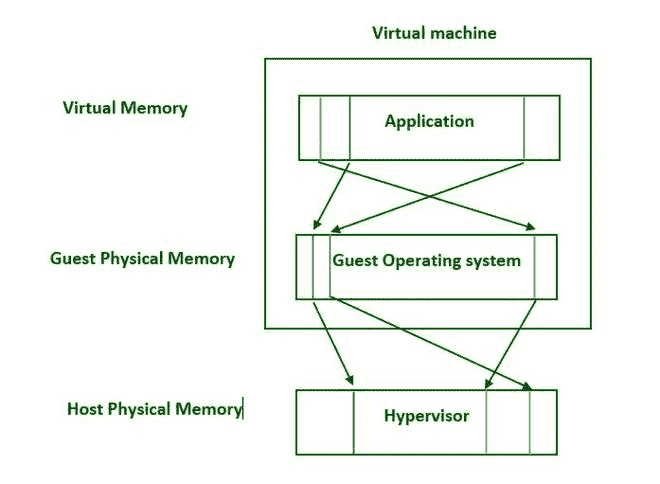 Virtual machine
Virtual Memory
Application
Guest Physical Memory
Guest Operating system
Host Physical Memory
Hypervisor